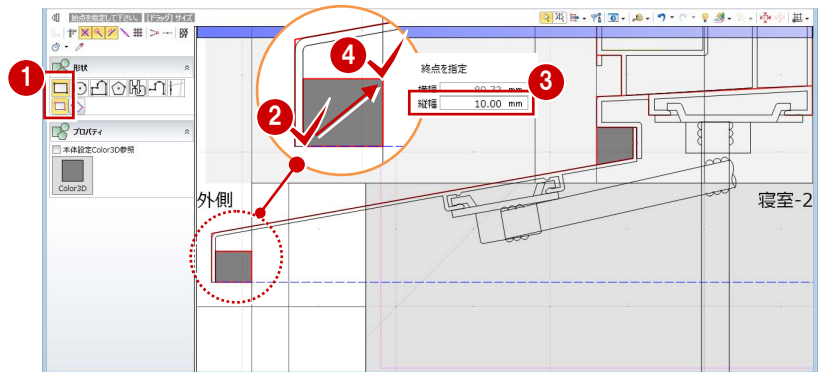 始点を指定して下さい。 [ドラッグ] サイズ
形状
1
プロパティ
本体設定Color3D参照
Color3D
4
終点を指定
横幅 80.72 mm
3
縦幅 10.00 mm
2
外側
寝室-2